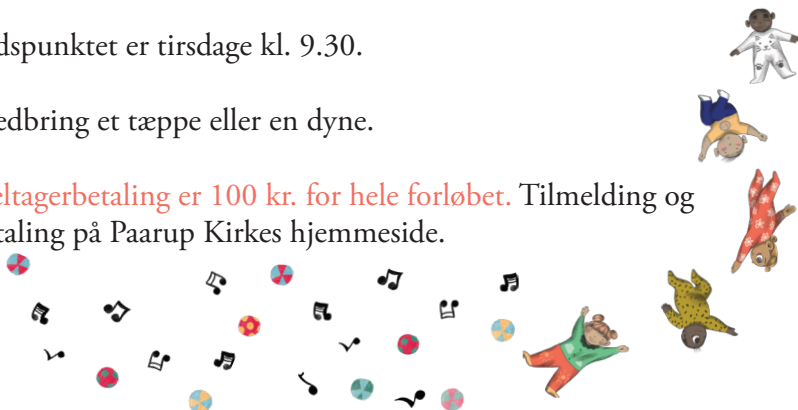 dspunktet er tirsdage kl. 9.30.
edbring et tæppe eller en dyne.
eltagerbetaling er 100 kr. for hele forløbet. Tilmelding og
taling på Paarup Kirkes hjemmeside.